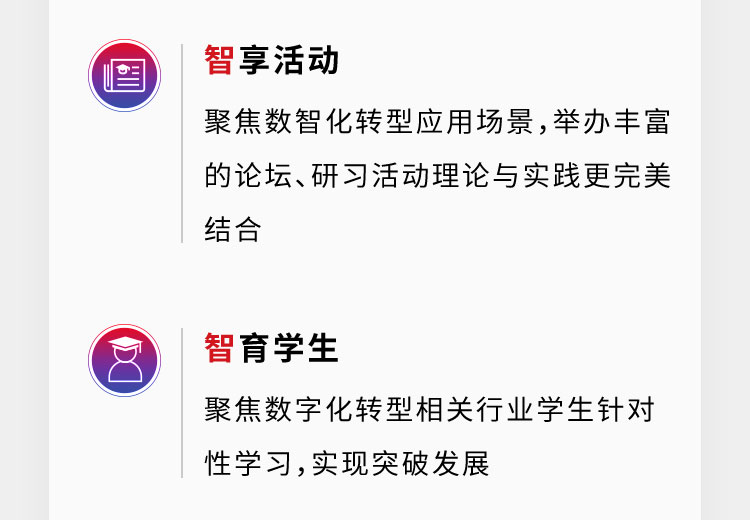 智享活动
聚焦数智化转型应用场景,举办丰富
的论坛、研习活动理论与实践更完美
结合
智育学生
聚焦数字化转型相关行业学生针对
性学习,实现突破发展